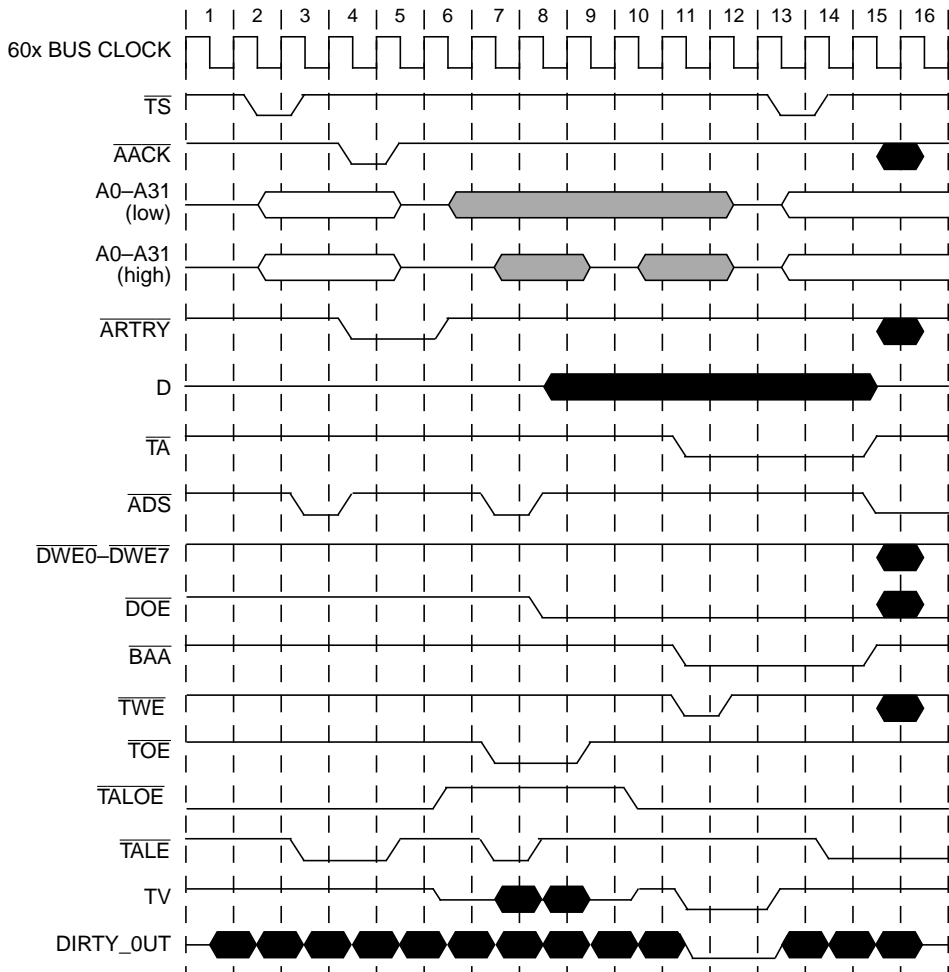 1 2 3 4 5 6 7 8 9 10 11 12 13 14 15 16
60x BUS CLOCK
TS
AACK
A0–A31
(low)
A0–A31
(high)
ARTRY
D
TA
ADS
DWE0–DWE7
DOE
BAA
TWE
TOE
TALOE
TALE
TV
DIRTY_0UT